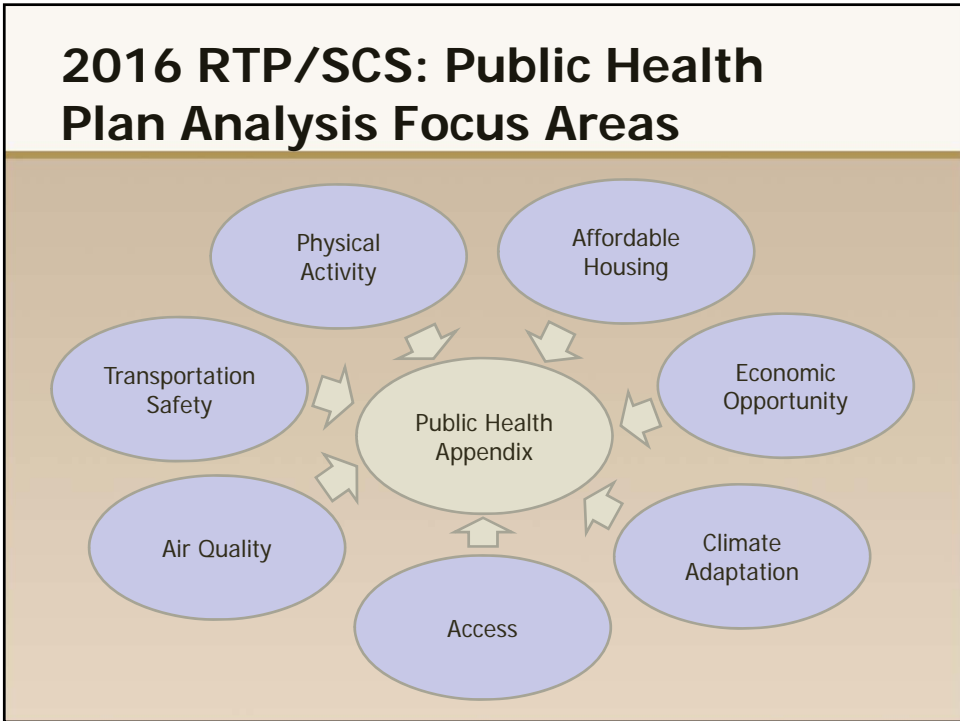 2016 RTP/SCS: Public Health
Plan Analysis Focus Areas
Physical
Activity
Affordable
Housing
Transportation
Safety
Economic
Opportunity
Public Health
Appendix
Air Quality
Climate
Adaptation
Access